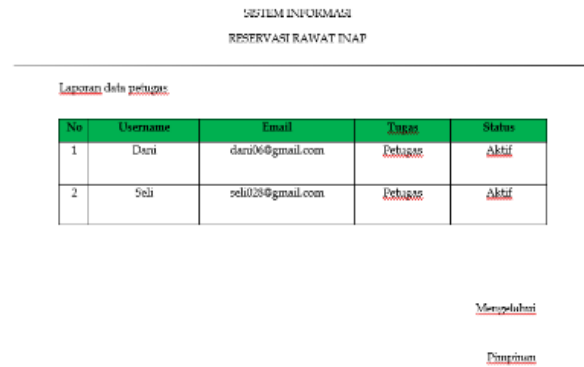 SISTEM INFORMASI
RESERVASI RAWAT INAP
Laporan data petugas
No Username Email Tugas Status
1 Dani dani06@gmail.com Petugas Aktif
2 Seli seli028@gmail.com Petugas Aktif
Mengetahui
Pimpinan